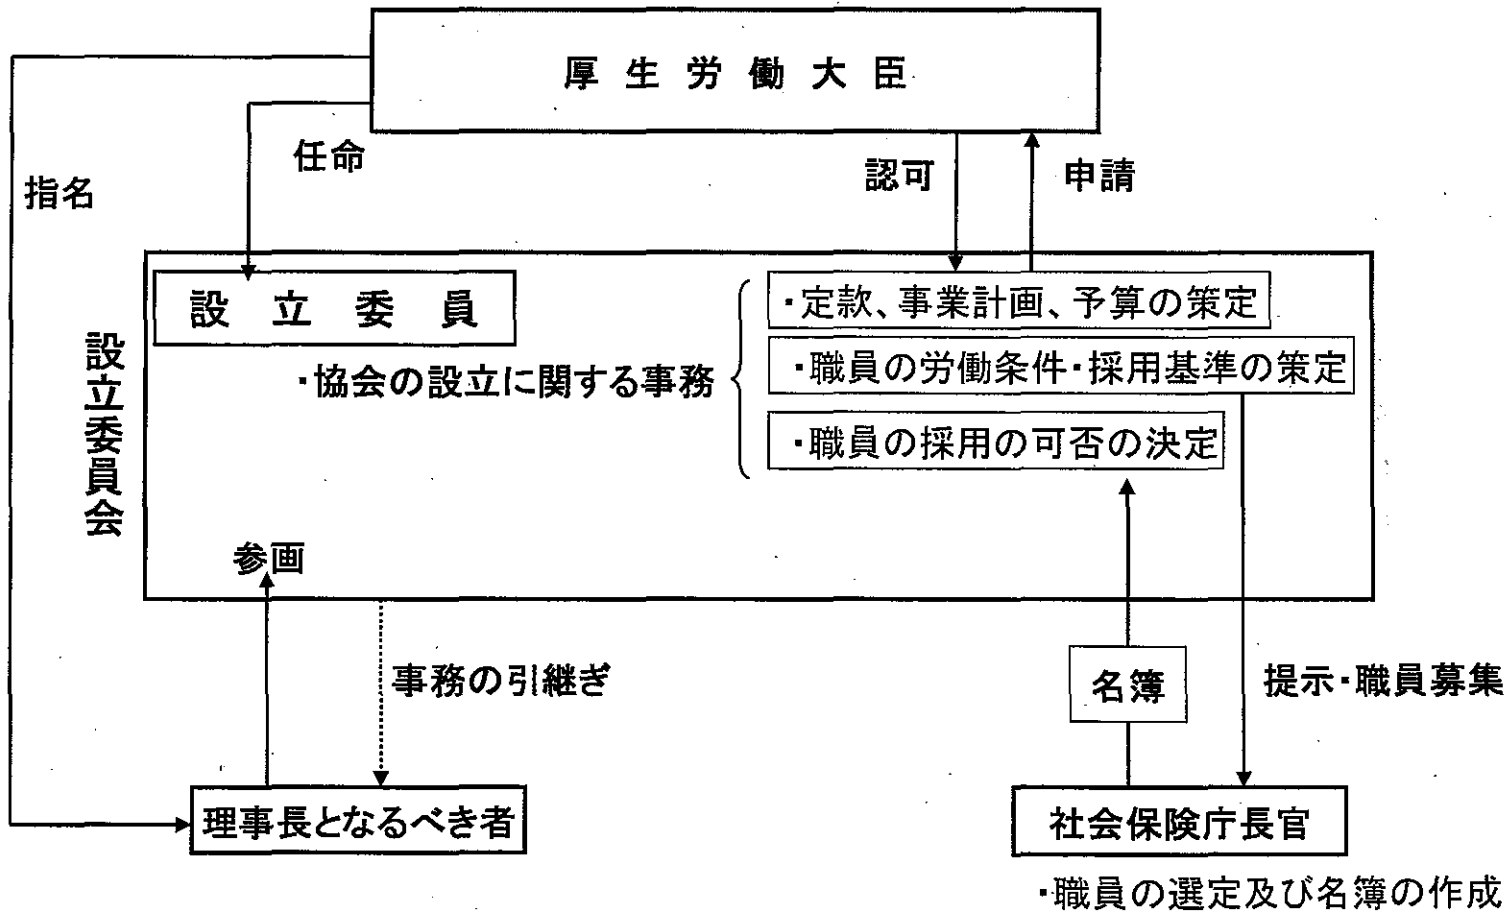 厚生労働大臣
任命
認可
申請
指名
設立委員会
設立委員
・協会の設立に関する事務
・定款、事業計画、予算の策定
・職員の労働条件・採用基準の策定
・職員の採用の可否の決定
参画
事務の引継ぎ
名簿
提示・職員募集
理事長となるべき者
社会保険庁長官
・職員の選定及び名簿の作成